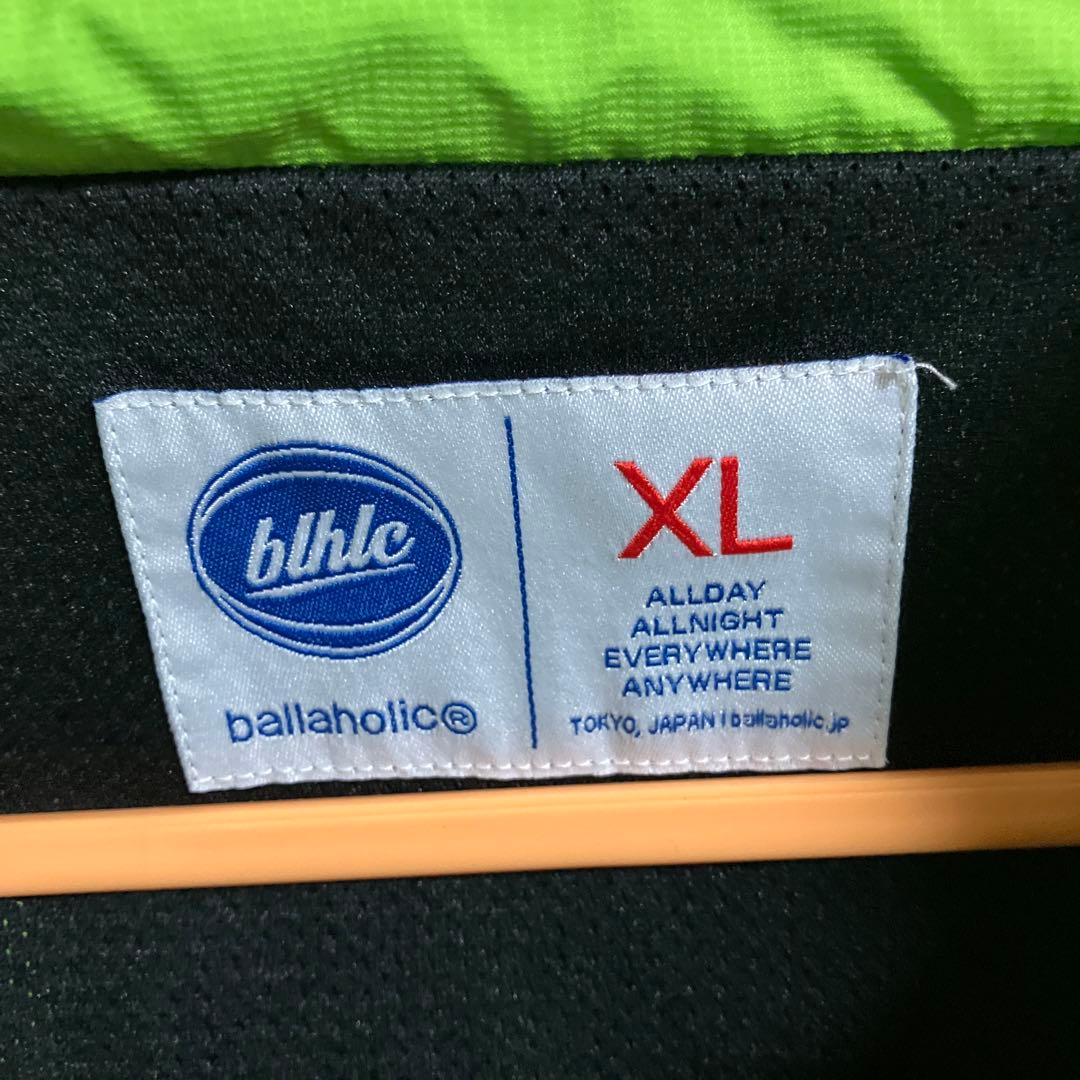 blhlc
ballaholic®
XL
ALLDAY
ALLNIGHT
EVERYWHERE
ANYWHERE
TOKYO, JAPAN | ballaholic.jp